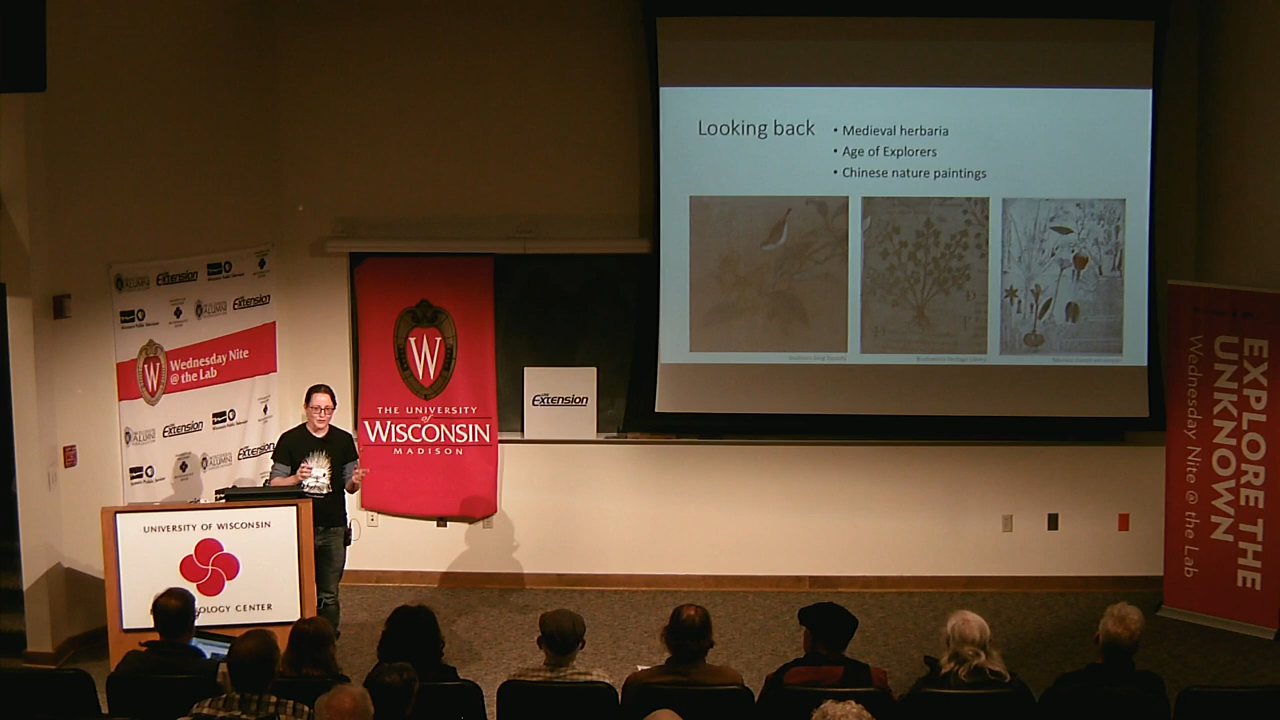 Looking back
• Medieval herbaria
• Age of Explorers
• Chinese nature paintings
Extension
Extension
Wednesday Nite
@ the Lab
Extension
Extension
W
THE UNIVERSITY
of
WISCONSIN
MADISON
Extension
UNIVERSITY OF WISCONSIN
OLOGY CENTER
EXPLORE THE
UNKNOWN
Wednesday Nite @ the Lab